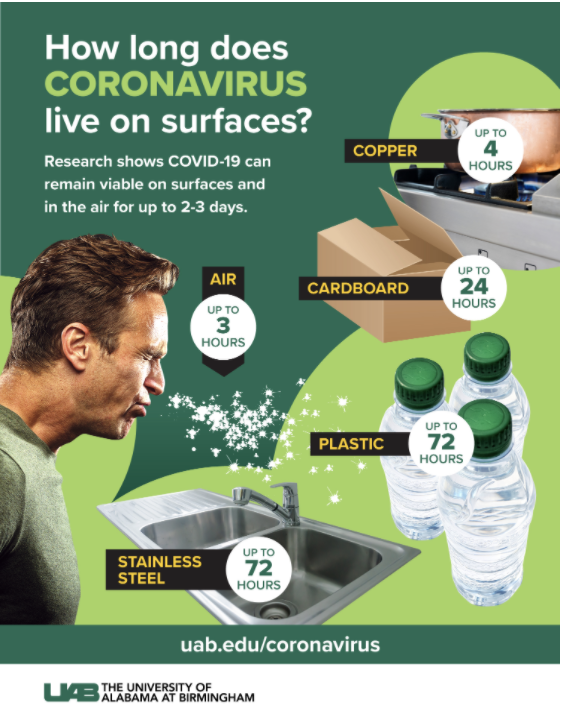 How long does
CORONAVIRUS
live on surfaces?
Research shows COVID-19 can
remain viable on surfaces and
in the air for up to 2-3 days.
COPPER
UP TO
4
HOURS
AIR
UP TO
3
HOURS
CARDBOARD
UP TO
24
HOURS
PLASTIC
UP TO
72
HOURS
STAINLESS
STEEL
UP TO
72
HOURS
uab.edu/coronavirus
UAB THE UNIVERSITY OF
ALABAMA AT BIRMINGHAM